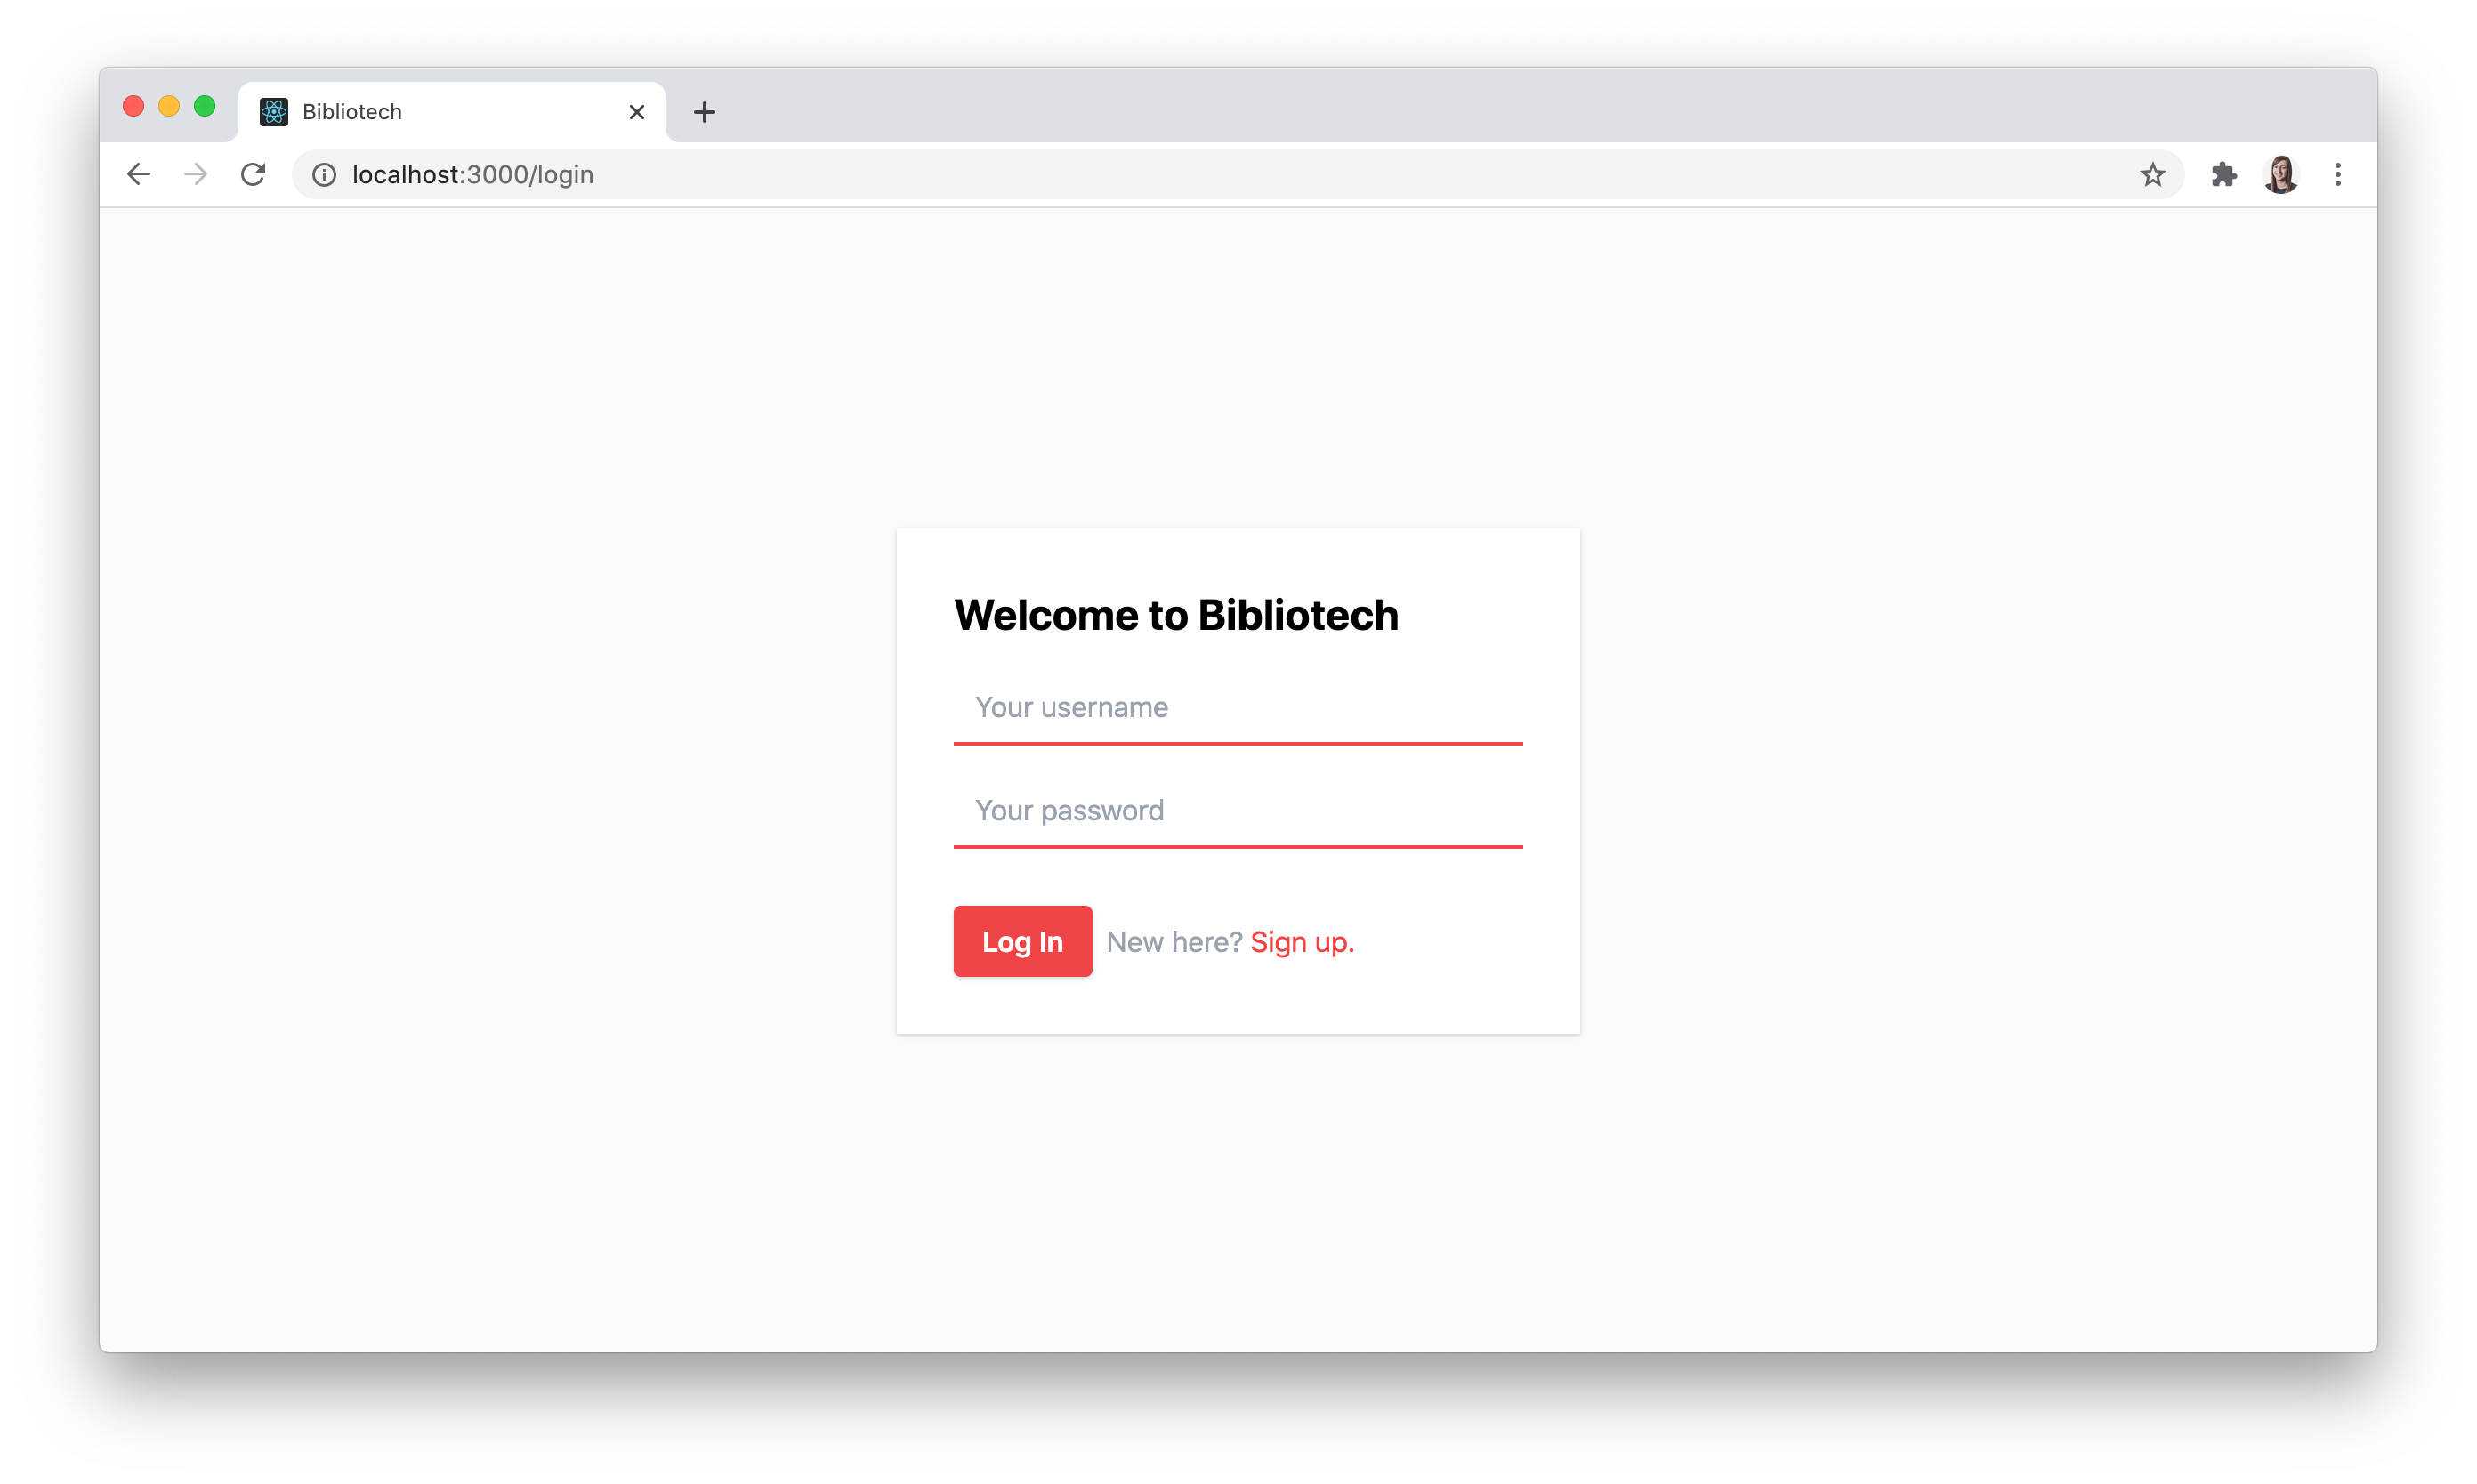 Bibliotech
localhost:3000/login
Welcome to Bibliotech
Your username
Your password
Log In New here? Sign up.